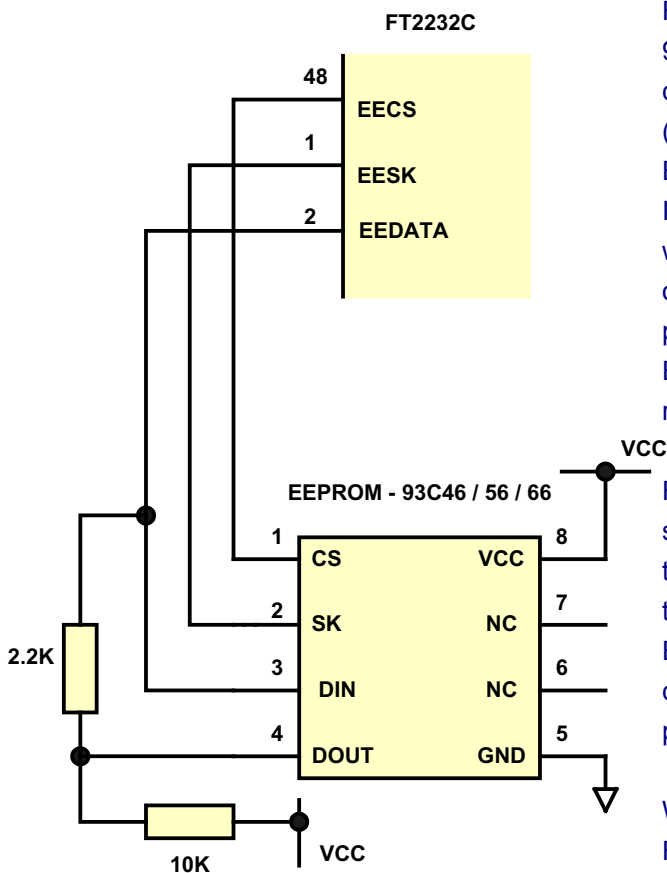 FT2232C
48
EECS
1
EESK
2
EEDATA
VCC
EEPROM - 93C46 / 56 / 66
1
CS
VCC
8
2
SK
NC
7
3
DIN
NC
6
4
DOUT
GND
5
2.2K
10K
VCC